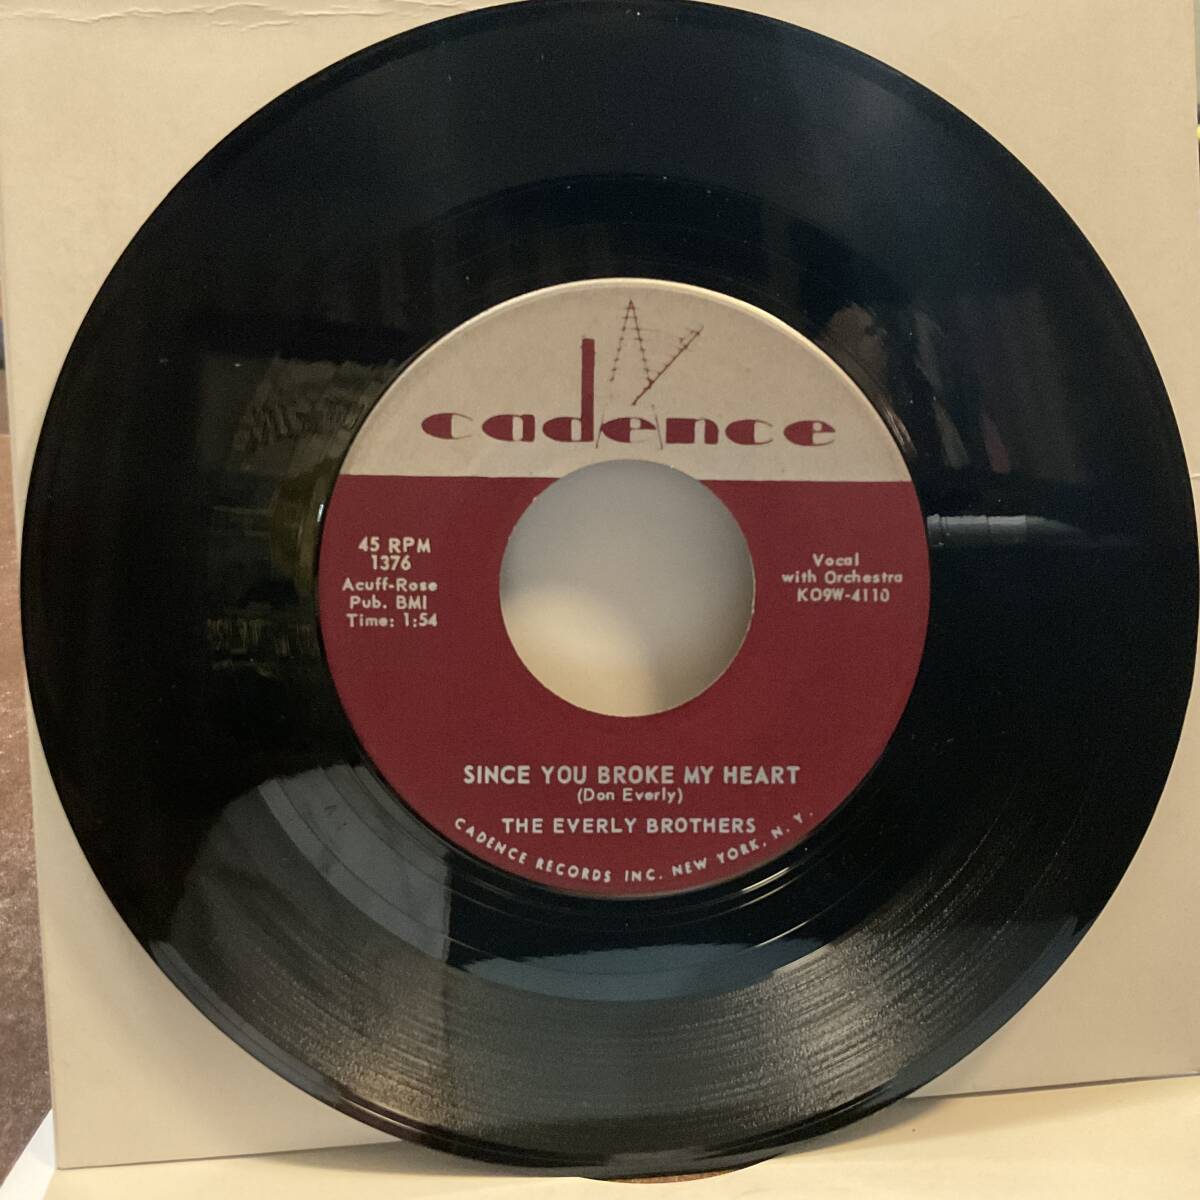 cadence
45 RPM
1376
Acuff-Rose
Pub. BMI
Time: 1:54
Vocal
with Orchestra
KO9W-4110
SINCE YOU BROKE MY HEART
(Don Everly)
THE EVERLY BROTHERS
CADENCE RECORDS INC. NEW YORK, N. Y.